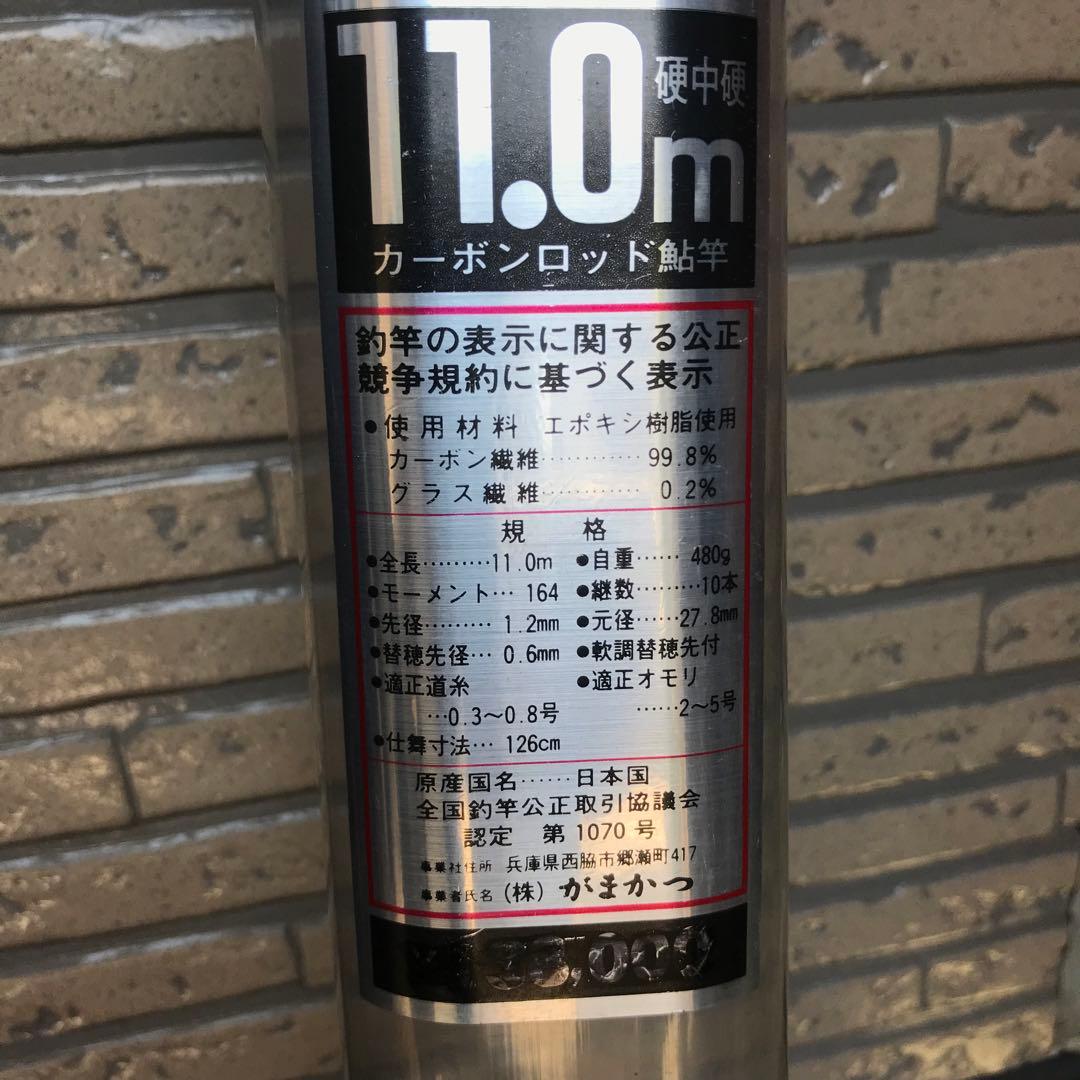 11.0m 硬中硬
カーボンロッド鮎竿
釣竿の表示に関する公正
競争規約に基づく表示
●使用材料 エポキシ樹脂使用
カーボン繊維………… 99.8%
グラス繊維………… 0.2%
規格
●全長………11.0m ●自重…… 480g
●モーメント… 164 ●継数………10本
●先径……… 1.2mm ●元径……27.8mm
●替穂先径… 0.6mm ●軟調替穂先付
●適正道糸 ●適正オモリ
…0.3～0.8号 ……2～5号
●仕舞寸法… 126cm
原産国名……日本国
全国釣竿公正取引協議会
認定 第1070号
事業社住所 兵庫県西脇市郷瀬町417
事業者氏名 (株) がまかつ